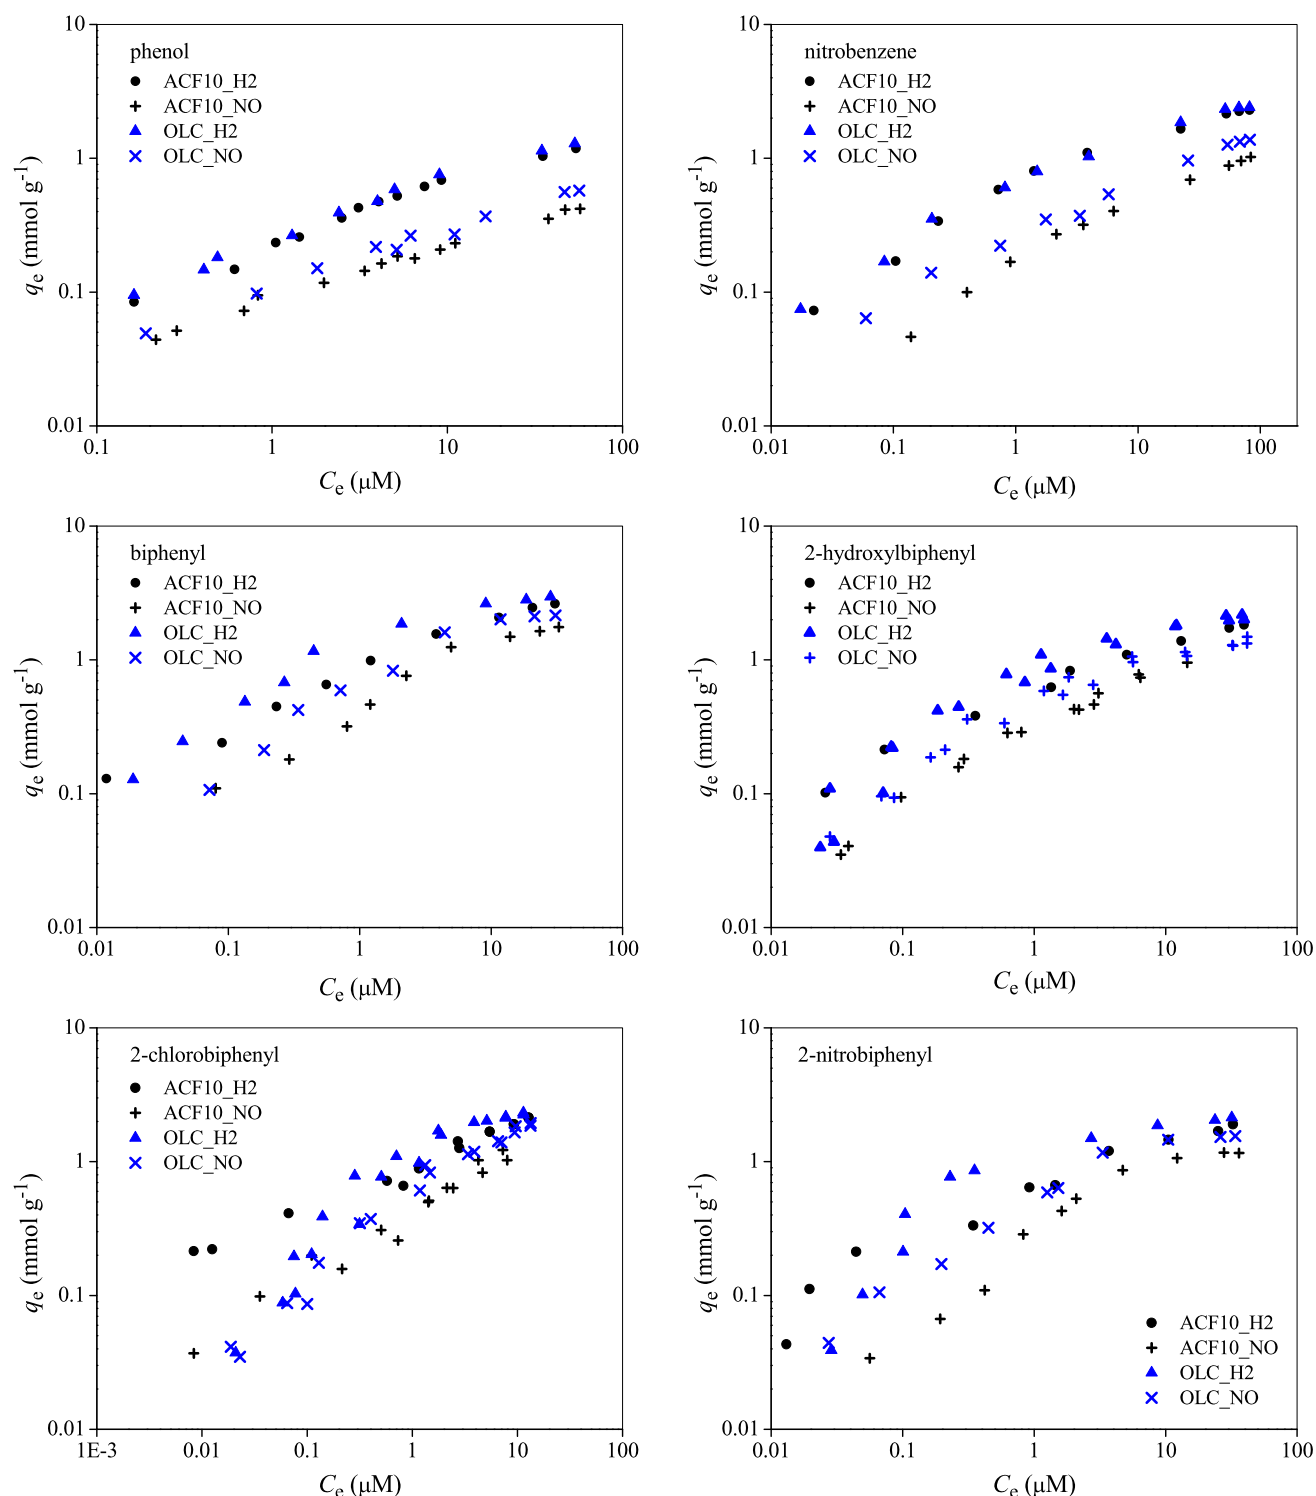 phenol
ACF10_H2
ACF10_NO
OLC_H2
OLC_NO
10
1
0.1
0.01
0.1
1
10
100
qe (mmol g-1)
Ce (μM)
nitrobenzene
ACF10_H2
ACF10_NO
OLC_H2
OLC_NO
10
1
0.1
0.01
0.01
0.1
1
10
100
qe (mmol g-1)
Ce (μM)
biphenyl
ACF10_H2
ACF10_NO
OLC_H2
OLC_NO
10
1
0.1
0.01
0.01
0.1
1
10
100
qe (mmol g-1)
Ce (μM)
2-hydroxylbiphenyl
ACF10_H2
ACF10_NO
OLC_H2
OLC_NO
10
1
0.1
0.01
0.01
0.1
1
10
100
qe (mmol g-1)
Ce (μM)
2-chlorobiphenyl
ACF10_H2
ACF10_NO
OLC_H2
OLC_NO
10
1
0.1
0.01
1E-3
0.01
0.1
1
10
100
qe (mmol g-1)
Ce (μM)
2-nitrobiphenyl
ACF10_H2
ACF10_NO
OLC_H2
OLC_NO
10
1
0.1
0.01
0.01
0.1
1
10
100
qe (mmol g-1)
Ce (μM)